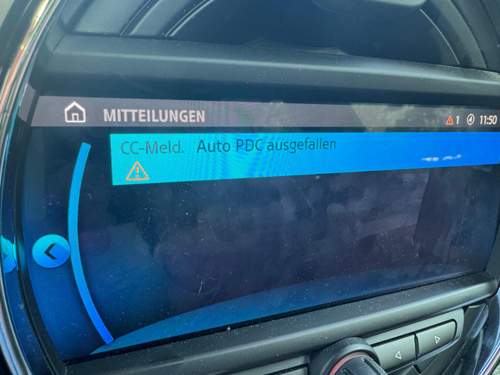 MITTEILUNGEN
1 11:50
CC-Meld. Auto PDC ausgefallen